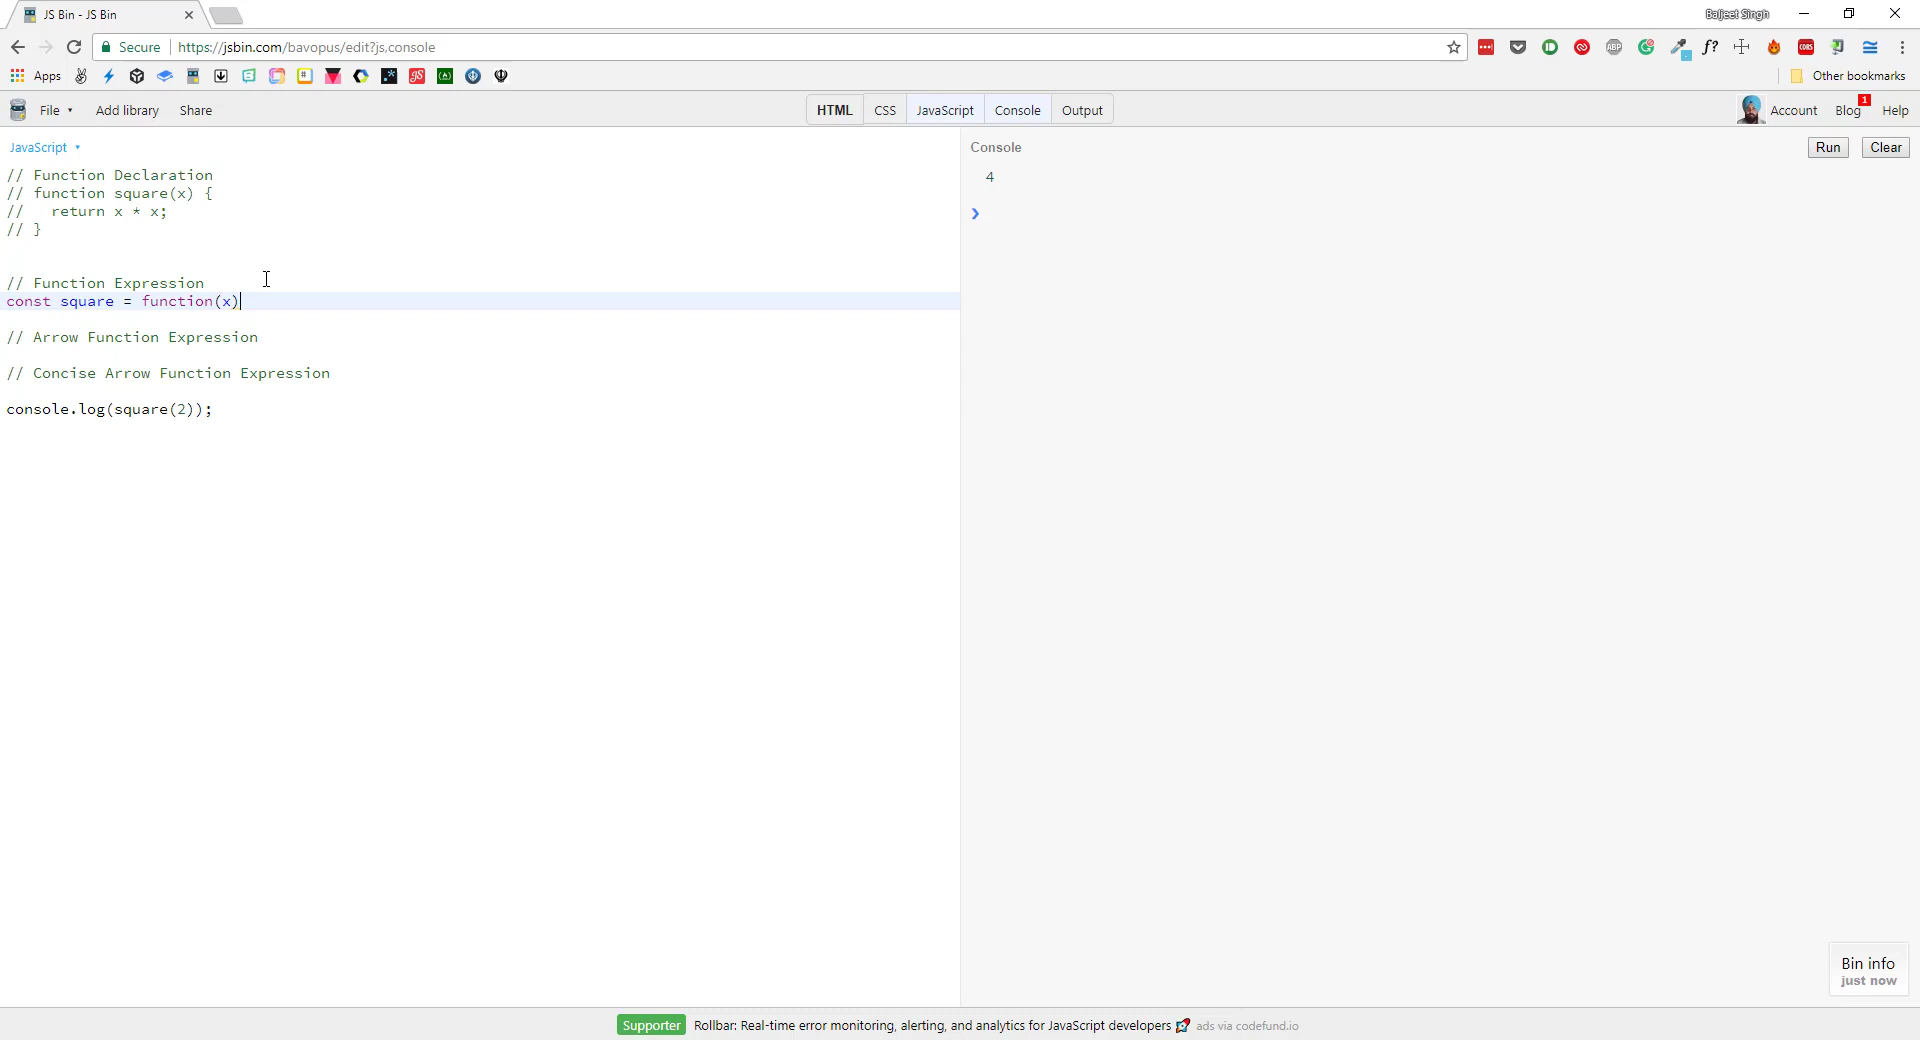 JS Bin - JS Bin
Baljeet Singh
Secure
https://jsbin.com/bavopus/edit?js,console
Apps
Other bookmarks
File
Add library
Share
HTML
CSS
JavaScript
Console
Output
Account
Blog
1
Help
JavaScript
// Function Declaration
// function square(x) {
//   return x * x;
// }
// Function Expression
const square = function(x)
// Arrow Function Expression
// Concise Arrow Function Expression
console.log(square(2));
Console
Run
Clear
4
Bin info
just now
Supporter
Rollbar: Real-time error monitoring, alerting, and analytics for JavaScript developers 🚀 ads via codefund.io